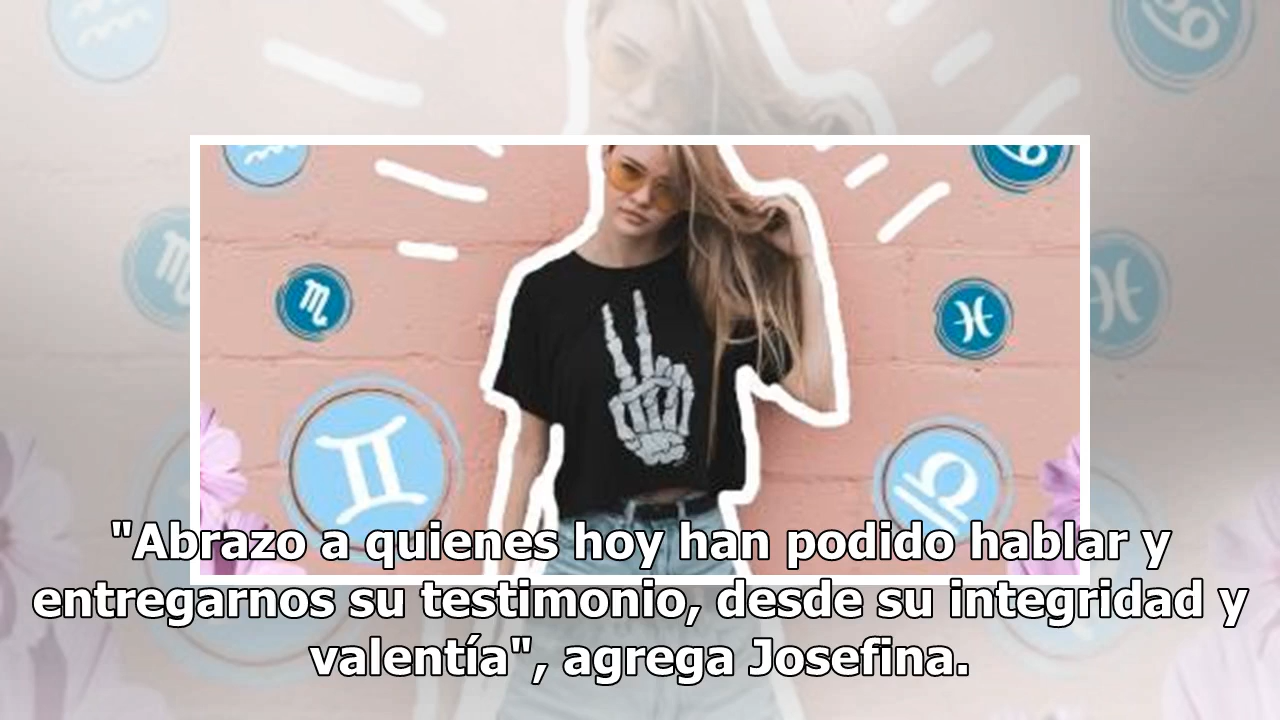 "Abrazo a quienes hoy han podido hablar y
entregarnos su testimonio, desde su integridad y
valentía", agrega Josefina.